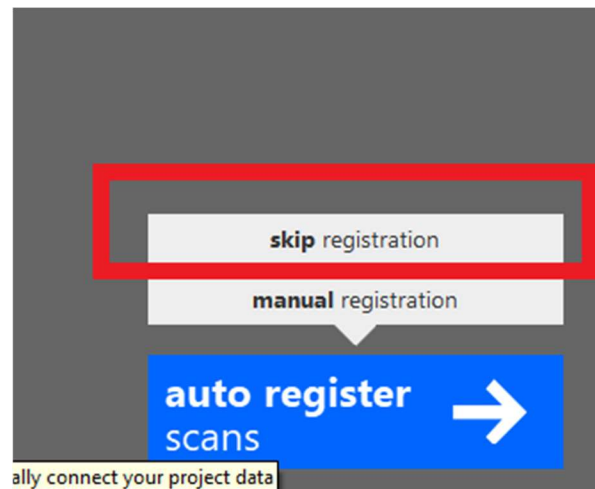 skip registration
manual registration
auto register
scans
ally connect your project data